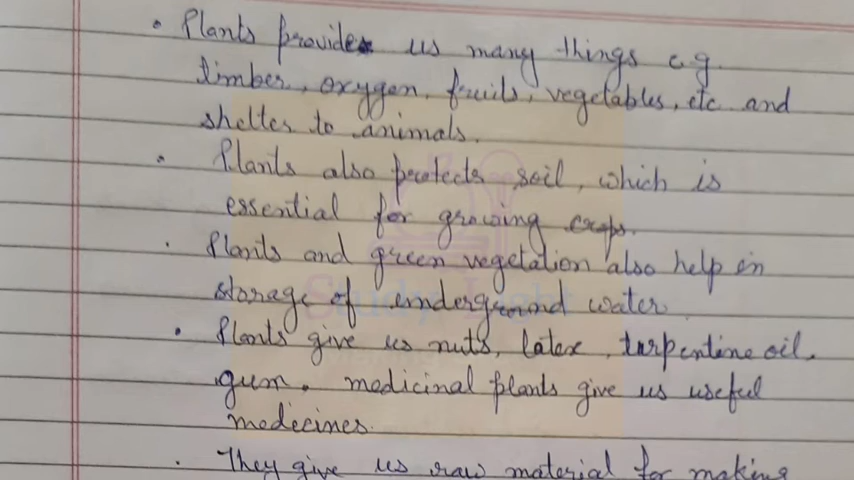 • Plants provides us many things e.g.
timber, oxygen, fruits, vegetables, etc and
shelter to animals.
• Plants also protects soil, which is
essential for growing crops.
• Plants and green vegetation also help in
storage of underground water.
• Plants give us nuts, latex, turpentine oil,
gum, medicinal plants give us useful
medecines.
• They give us raw material for making